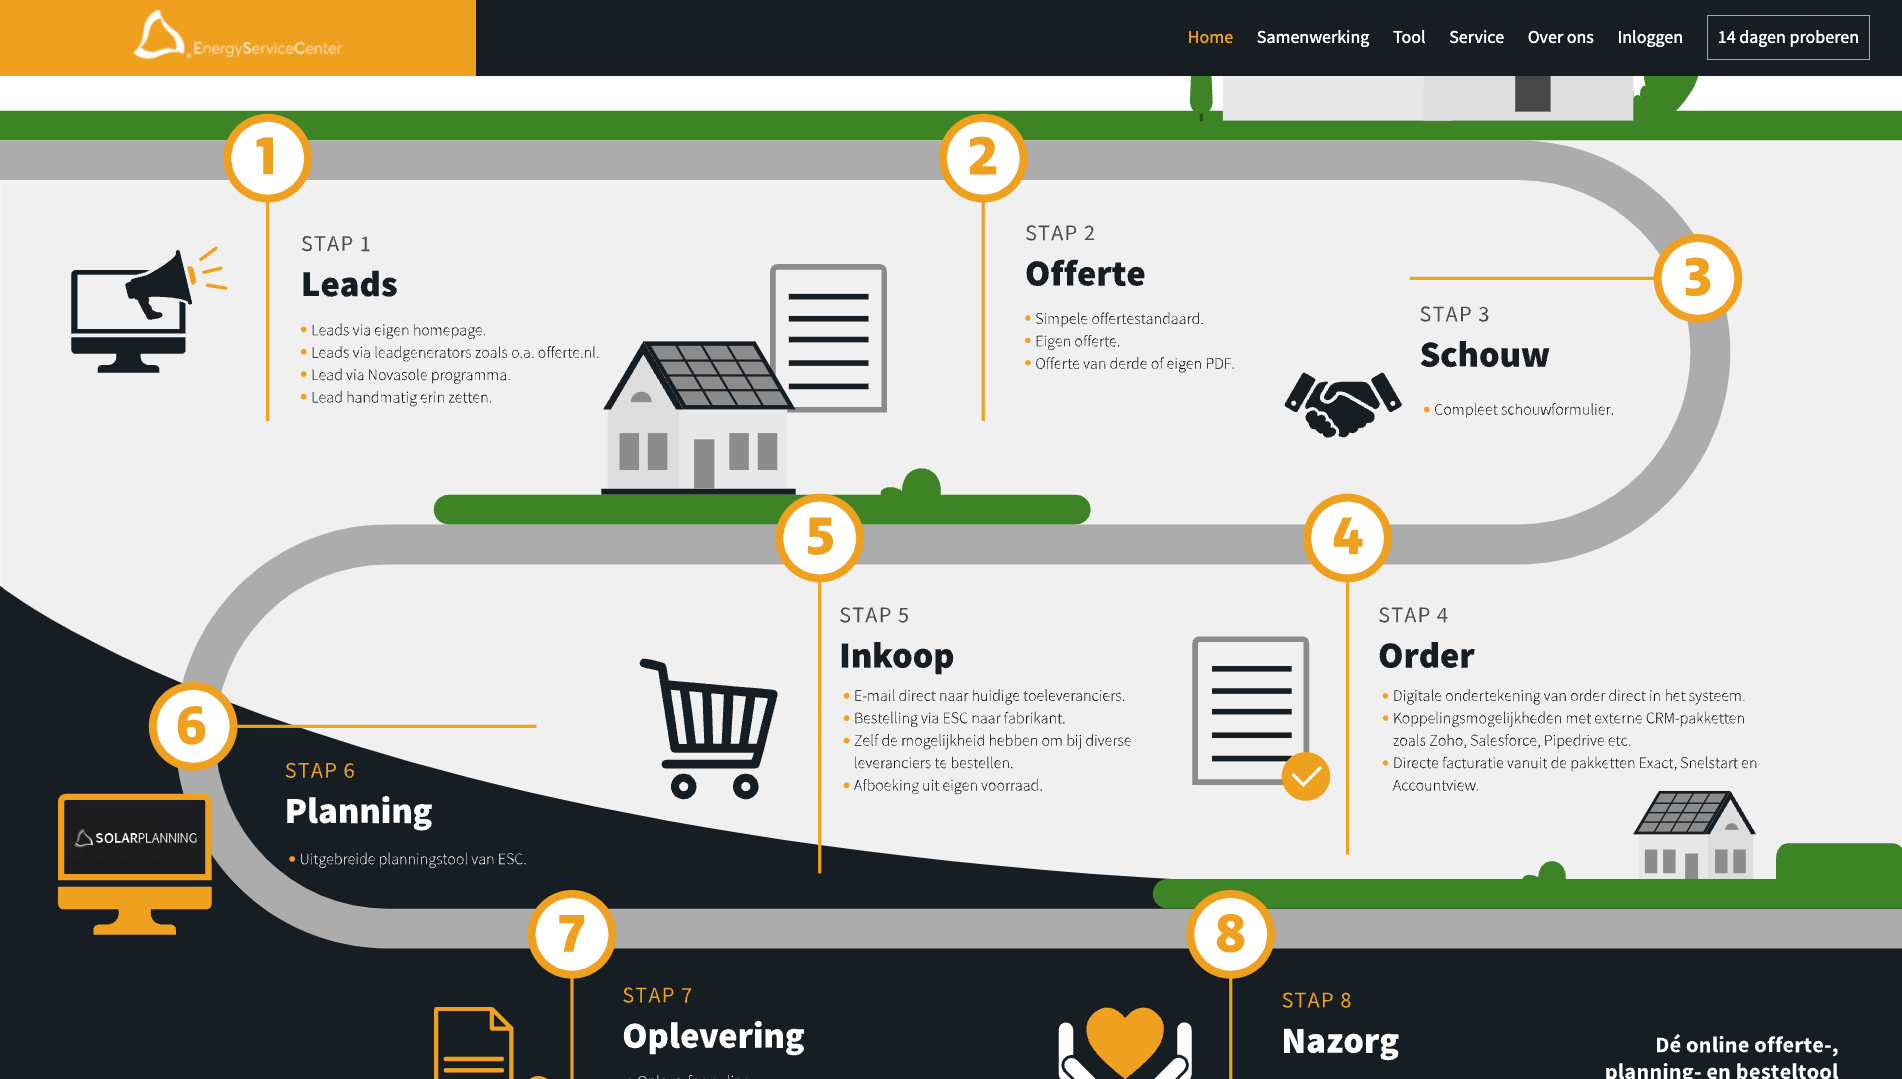 EnergyServiceCenter
Home Samenwerking Tool Service Over ons Inloggen 14 dagen proberen
1
STAP 1
Leads
• Leads via eigen homepage.
• Leads via leadgenerators zoals o.a. offerte.nl.
• Lead via Novasole programma.
• Lead handmatig erin zetten.
2
STAP 2
Offerte
• Simpele offertestandaard.
• Eigen offerte.
• Offerte van derde of eigen PDF.
3
STAP 3
Schouw
• Compleet schouwformulier.
4
STAP 4
Order
• Digitale ondertekening van order direct in het systeem.
• Koppelingsmogelijkheden met externe CRM-pakketten
zoals Zoho, Salesforce, Pipedrive etc.
• Directe facturatie vanuit de pakketten Exact, Snelstart en
Accountview.
5
STAP 5
Inkoop
• E-mail direct naar huidige toeleveranciers.
• Bestelling via ESC naar fabrikant.
• Zelf de mogelijkheid hebben om bij diverse
leveranciers te bestellen.
• Afboeking uit eigen voorraad.
6
STAP 6
Planning
• Uitgebreide planningstool van ESC.
SOLARPLANNING
7
STAP 7
Oplevering
8
STAP 8
Nazorg
Dé online offerte-,
planning- en besteltool